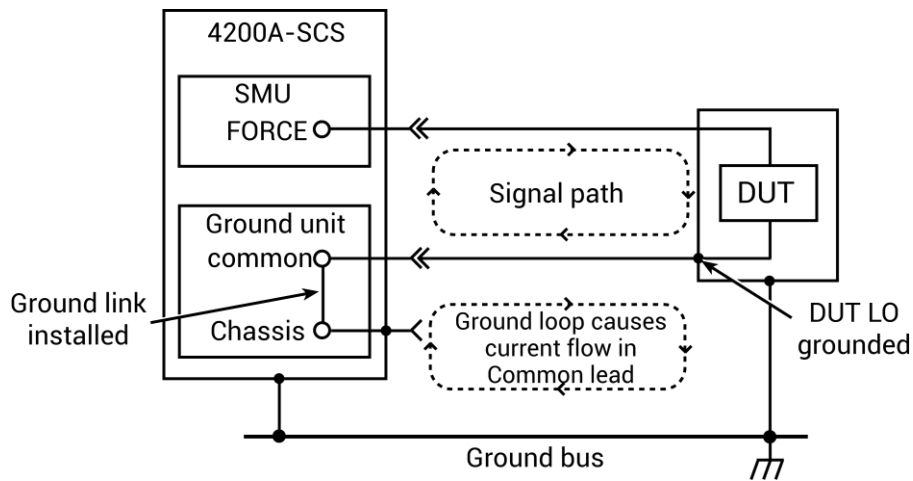 4200A-SCS
SMU
FORCE
Signal path
DUT
Ground unit
common
Ground link
installed
Chassis
Ground loop causes
current flow in
Common lead
DUT LO
grounded
Ground bus